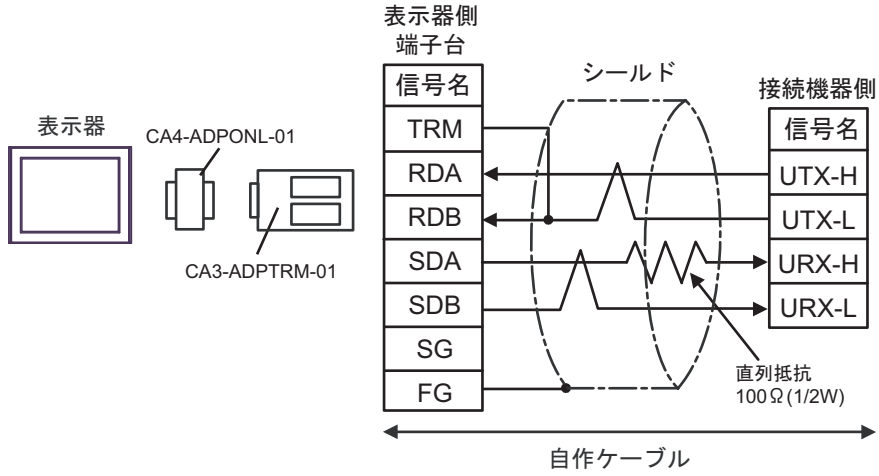 表示器
CA4-ADPONL-01
CA3-ADPTRM-01
表示器側
端子台
信号名
TRM
RDA
RDB
SDA
SDB
SG
FG
シールド
接続機器側
信号名
UTX-H
UTX-L
URX-H
URX-L
直列抵抗
100Ω(1/2W)
自作ケーブル